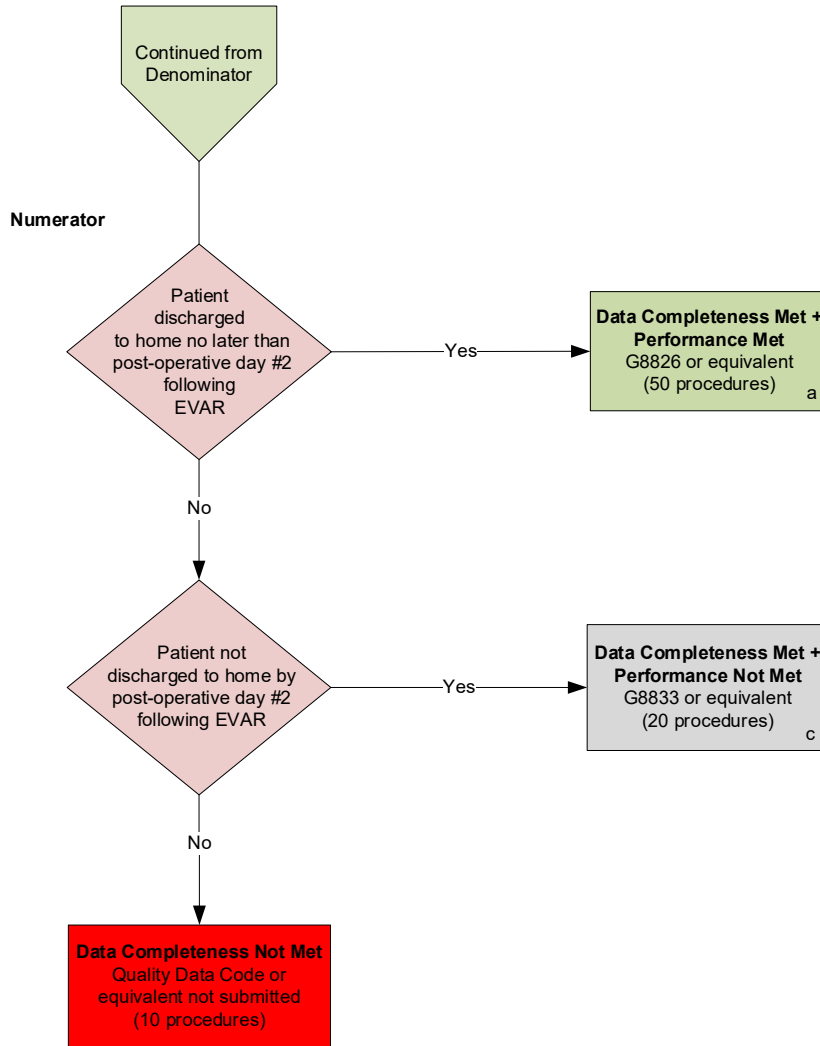 Continued from
Denominator
Numerator
Patient
discharged
to home no later than
post-operative day #2
following
EVAR
Yes
Data Completeness Met +
Performance Met
G8826 or equivalent
(50 procedures)
a
No
Patient not
discharged to home by
post-operative day #2
following EVAR
Yes
Data Completeness Met +
Performance Not Met
G8833 or equivalent
(20 procedures)
c
No
Data Completeness Not Met
Quality Data Code or
equivalent not submitted
(10 procedures)